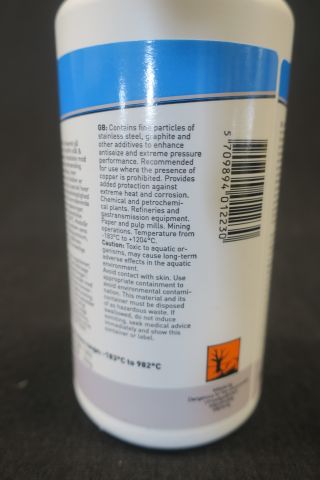 GB: Contains fine particles of
stainless steel, graphite and
other additives to enhance
antiseize and extreme pressure
performance. Recommended
for use where the presence of
copper is prohibited. Provides
added protection against
extreme heat and corrosion.
Chemical and petrochemi-
cal plants. Refineries and
gastransmission equipment.
Paper and pulp mills. Mining
operations. Temperature from
-183°C to +1204°C.
Caution: Toxic to aquatic or-
ganisms, may cause long-term
adverse effects in the aquatic
environment.
Avoid contact with skin. Use
appropriate containment to
avoid environmental contami-
nation. This material and its
container must be disposed
of as hazardous waste. If
swallowed, do not induce
vomiting, seek medical advice
immediately and show this
container or label.
-183°C to 982°C
5 709894 012230